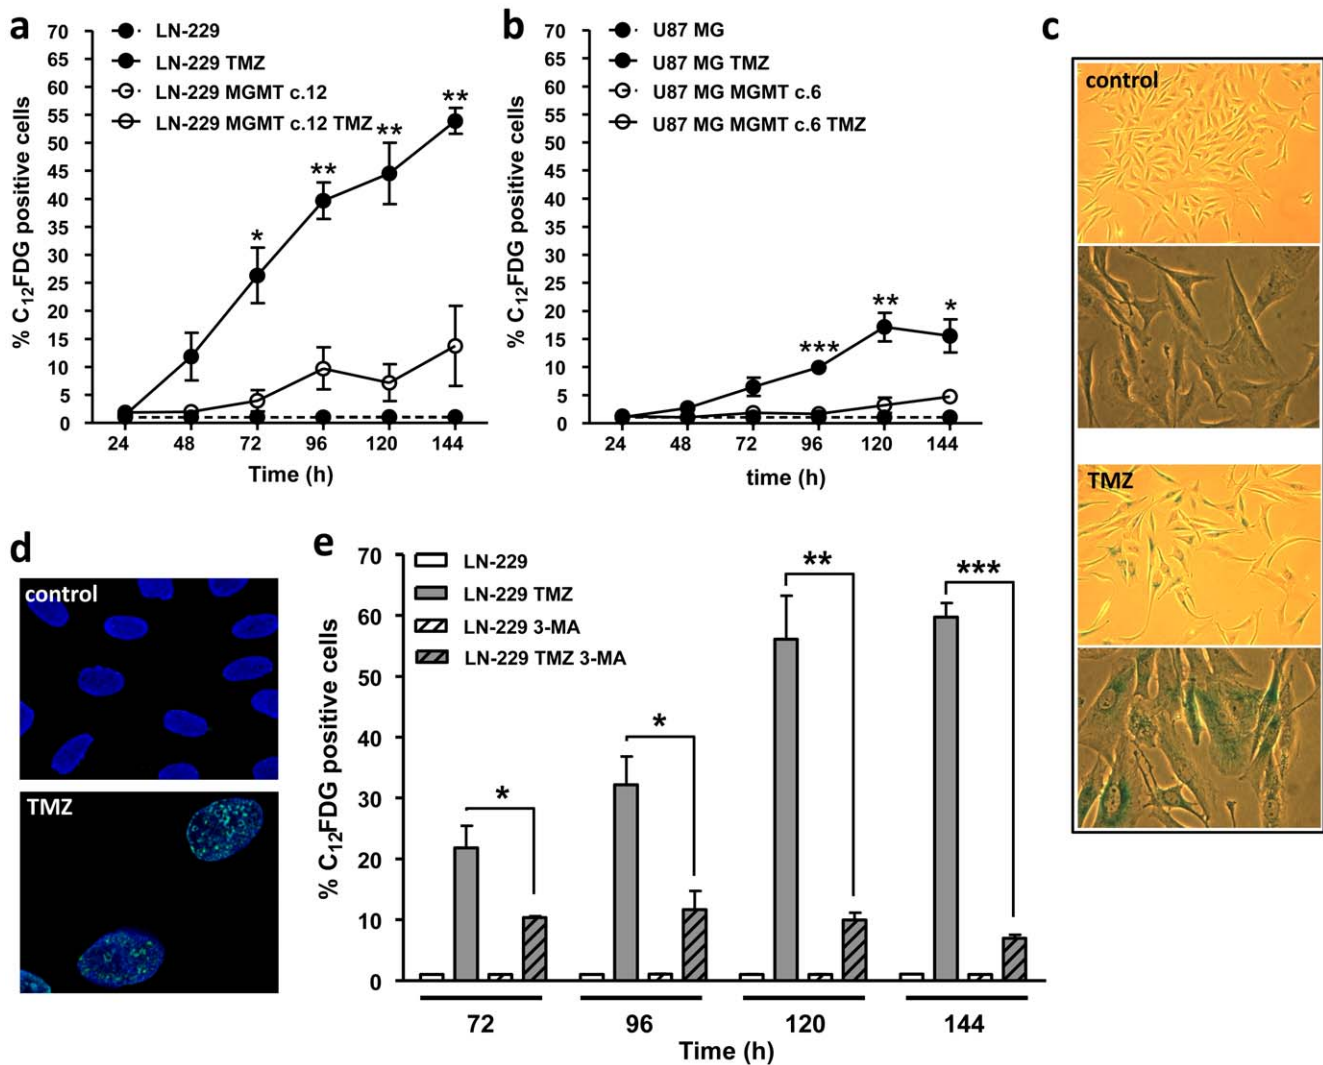 a
% C₁₂FDG positive cells
70
65
60
55
50
45
40
35
30
25
20
15
10
5
0
LN-229
LN-229 TMZ
LN-229 MGMT c.12
LN-229 MGMT c.12 TMZ
*
**
**
**
24 48 72 96 120 144
Time (h)
b
% C₁₂FDG positive cells
70
65
60
55
50
45
40
35
30
25
20
15
10
5
0
U87 MG
U87 MG TMZ
U87 MG MGMT c.6
U87 MG MGMT c.6 TMZ
***
**
*
24 48 72 96 120 144
time (h)
c
control
TMZ
d
control
TMZ
e
% C₁₂FDG positive cells
70
60
50
40
30
20
10
0
LN-229
LN-229 TMZ
LN-229 3-MA
LN-229 TMZ 3-MA
*
*
**
***
72 96 120 144
Time (h)